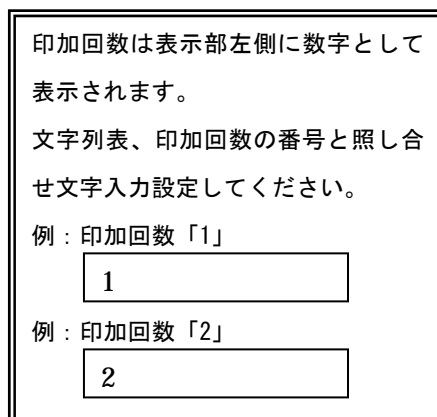 印加回数は表示部左側に数字として
表示されます。
文字列表、印加回数の番号と照し合
せ文字入力設定してください。
例：印加回数「1」
1
例：印加回数「2」
2